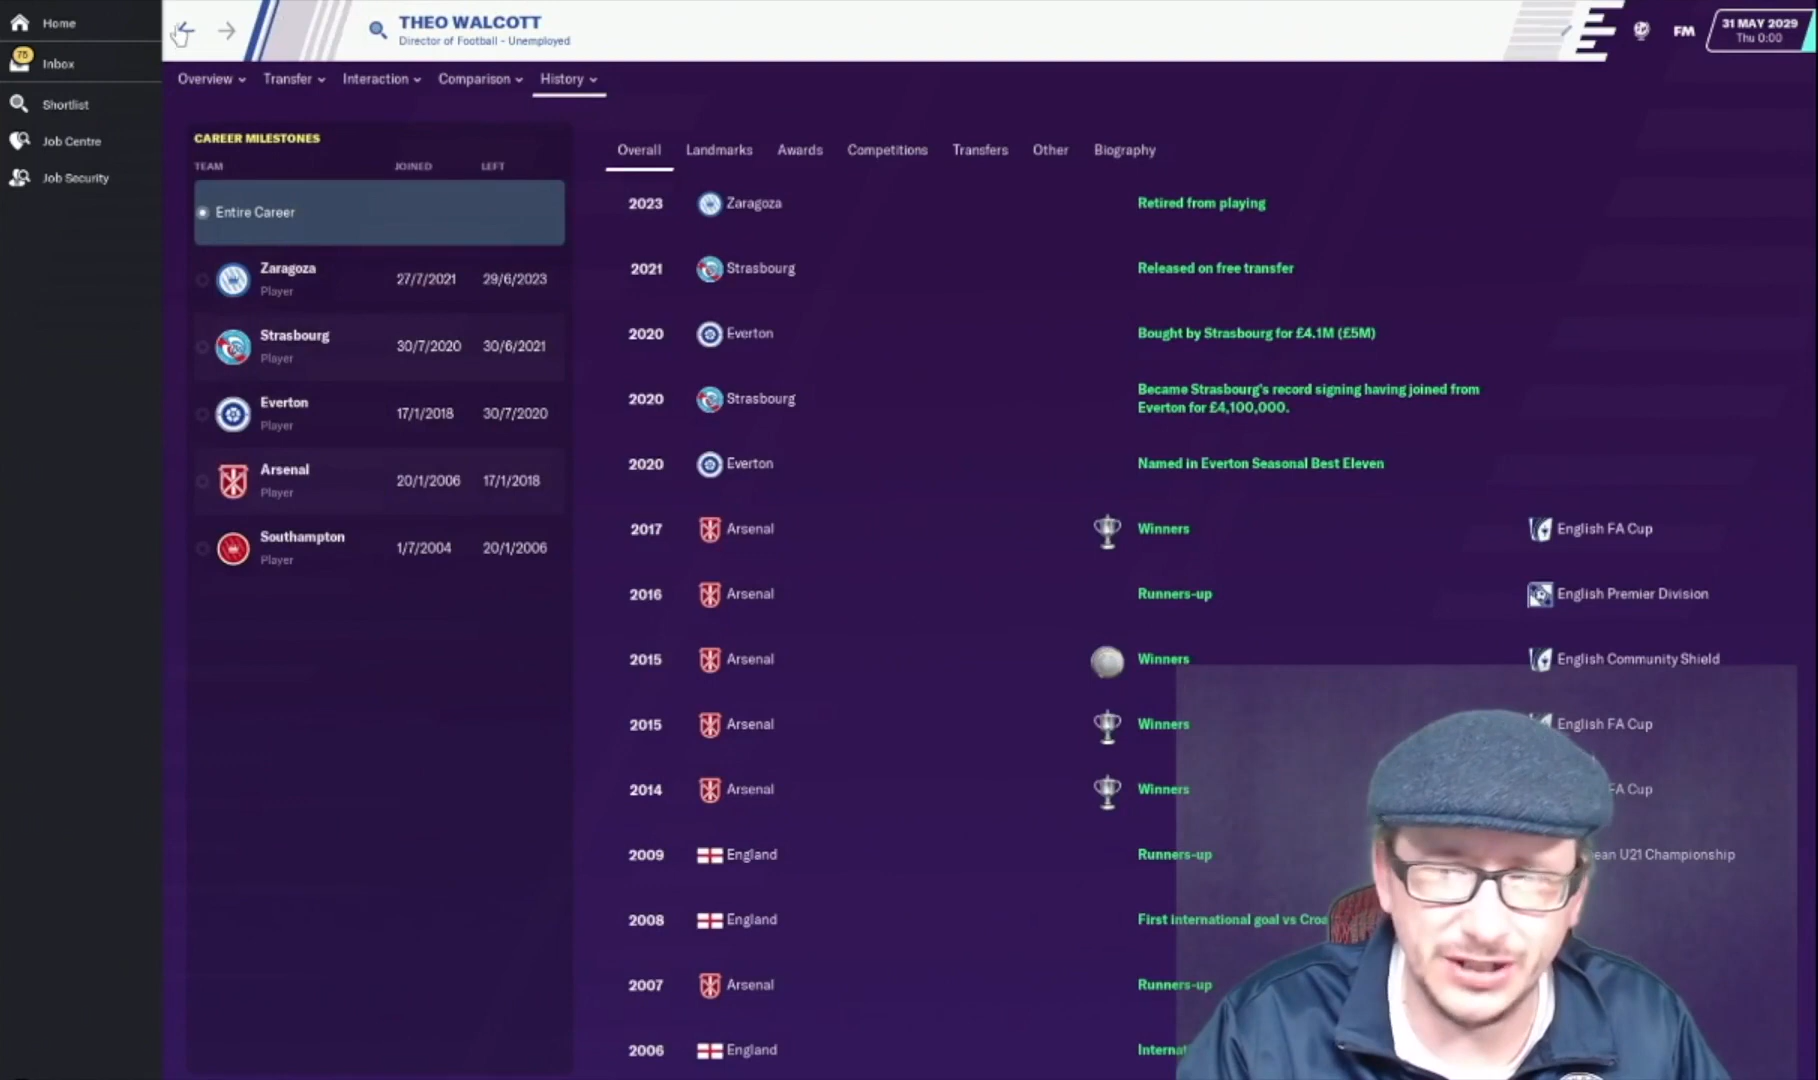 Home
75
Inbox
Shortlist
Job Centre
Job Security
THEO WALCOTT
Director of Football - Unemployed
FM
31 MAY 2029
Thu 0:00
Overview
Transfer
Interaction
Comparison
History
CAREER MILESTONES
TEAM JOINED LEFT
Entire Career
Zaragoza
Player
27/7/2021 29/6/2023
Strasbourg
Player
30/7/2020 30/6/2021
Everton
Player
17/1/2018 30/7/2020
Arsenal
Player
20/1/2006 17/1/2018
Southampton
Player
1/7/2004 20/1/2006
Overall Landmarks Awards Competitions Transfers Other Biography
2023 Zaragoza Retired from playing
2021 Strasbourg Released on free transfer
2020 Everton Bought by Strasbourg for £4.1M (£5M)
2020 Strasbourg Became Strasbourg's record signing having joined from
Everton for £4,100,000.
2020 Everton Named in Everton Seasonal Best Eleven
2017 Arsenal Winners English FA Cup
2016 Arsenal Runners-up English Premier Division
2015 Arsenal Winners English Community Shield
2015 Arsenal Winners English FA Cup
2014 Arsenal Winners FA Cup
2009 England Runners-up ean U21 Championship
2008 England First international goal vs Croa
2007 Arsenal Runners-up
2006 England Interna